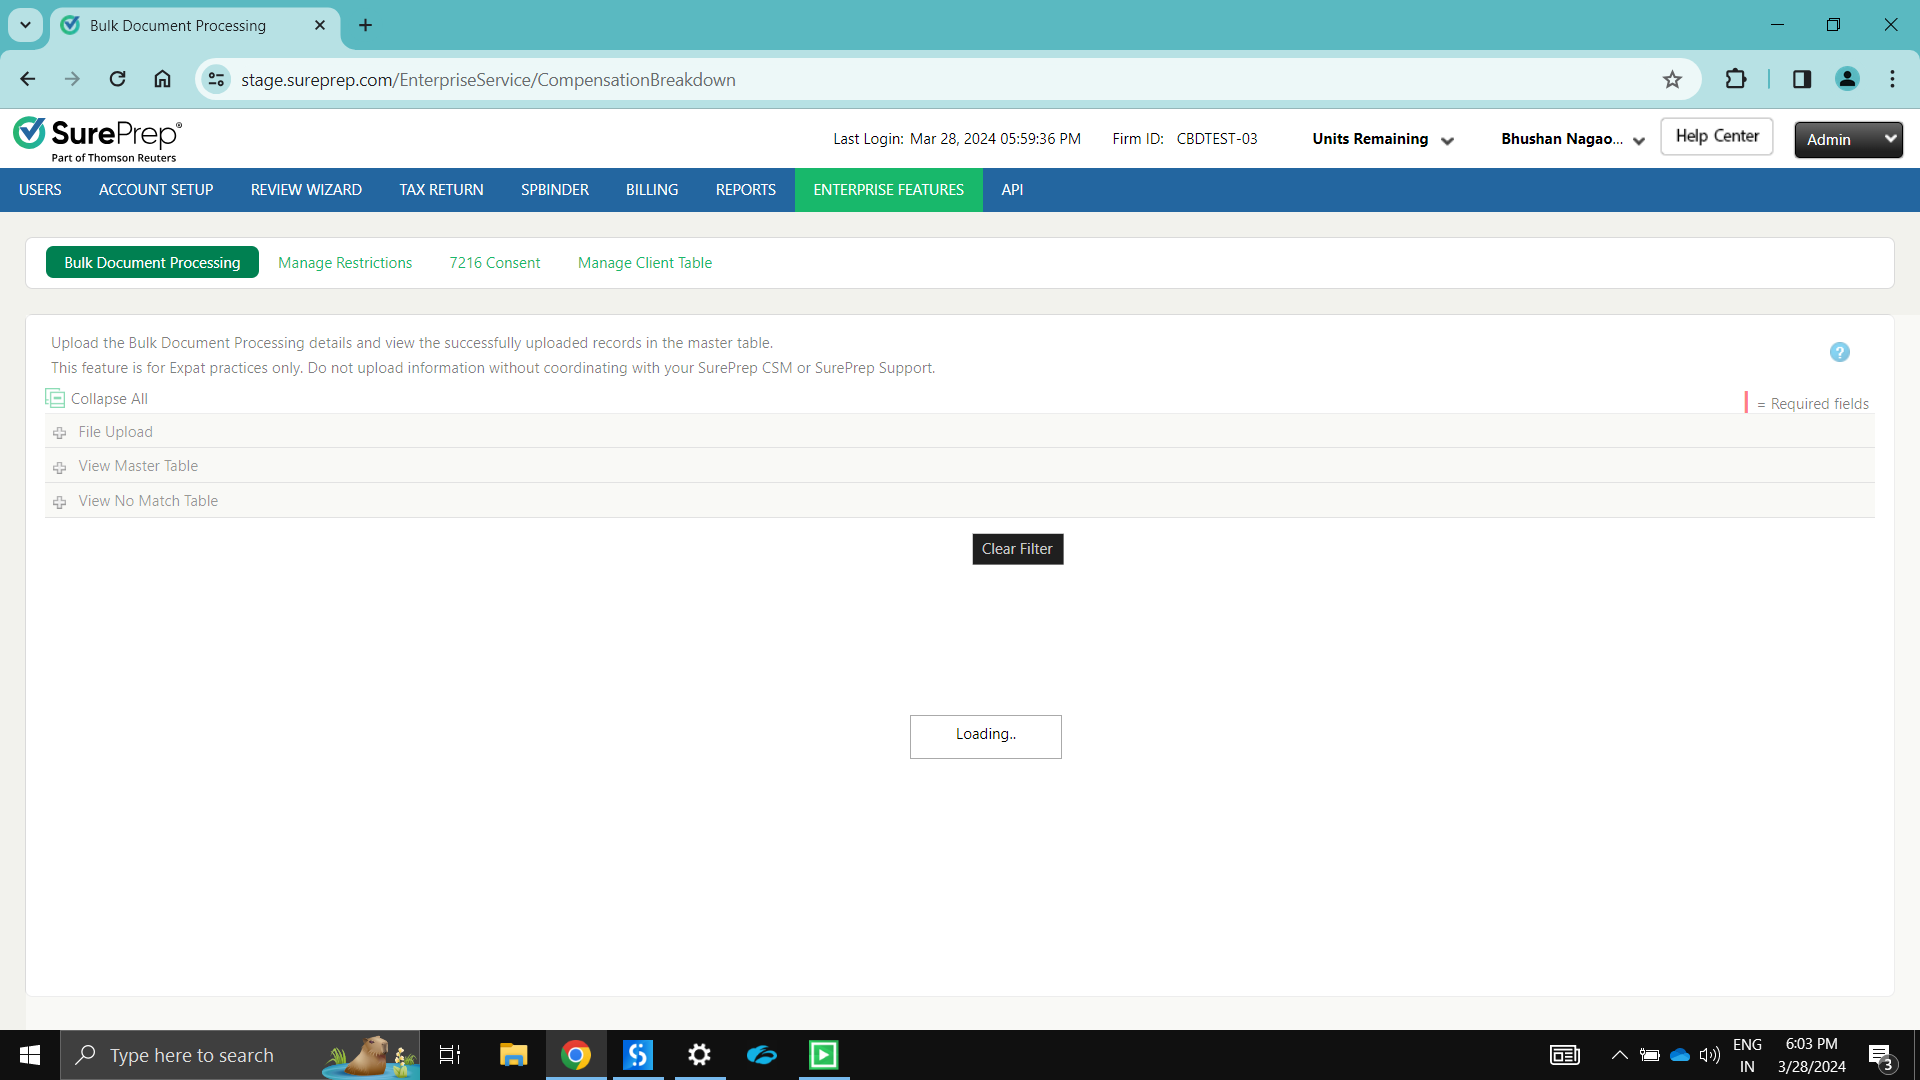 Bulk Document Processing
stage.sureprep.com/EnterpriseService/CompensationBreakdown
SurePrep®
Part of Thomson Reuters
Last Login: Mar 28, 2024 05:59:36 PM
Firm ID: CBDTEST-03
Units Remaining
Bhushan Nagao...
Help Center
Admin
USERS ACCOUNT SETUP REVIEW WIZARD TAX RETURN SPBINDER BILLING REPORTS ENTERPRISE FEATURES API
Bulk Document Processing Manage Restrictions 7216 Consent Manage Client Table
Upload the Bulk Document Processing details and view the successfully uploaded records in the master table.
This feature is for Expat practices only. Do not upload information without coordinating with your SurePrep CSM or SurePrep Support.
?
Collapse All
= Required fields
File Upload
View Master Table
View No Match Table
Clear Filter
Loading..
Type here to search
ENG
IN
6:03 PM
3/28/2024
3